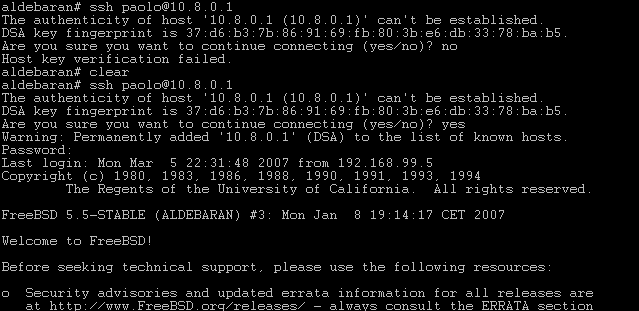 aldebaran# ssh paolo@10.8.0.1
The authenticity of host '10.8.0.1 (10.8.0.1)' can't be established.
DSA key fingerprint is 37:d6:b3:7b:86:91:69:fb:80:3b:e6:db:33:78:ba:b5.
Are you sure you want to continue connecting (yes/no)? no
Host key verification failed.
aldebaran# clear
aldebaran# ssh paolo@10.8.0.1
The authenticity of host '10.8.0.1 (10.8.0.1)' can't be established.
DSA key fingerprint is 37:d6:b3:7b:86:91:69:fb:80:3b:e6:db:33:78:ba:b5.
Are you sure you want to continue connecting (yes/no)? yes
Warning: Permanently added '10.8.0.1' (DSA) to the list of known hosts.
Password:
Last login: Mon Mar  5 22:31:48 2007 from 192.168.99.5
Copyright (c) 1980, 1983, 1986, 1988, 1990, 1991, 1993, 1994
The Regents of the University of California.  All rights reserved.
FreeBSD 5.5-STABLE (ALDEBARAN) #3: Mon Jan  8 19:14:17 CET 2007
Welcome to FreeBSD!
Before seeking technical support, please use the following resources:
o  Security advisories and updated errata information for all releases are
at http://www.FreeBSD.org/releases/ - always consult the ERRATA section